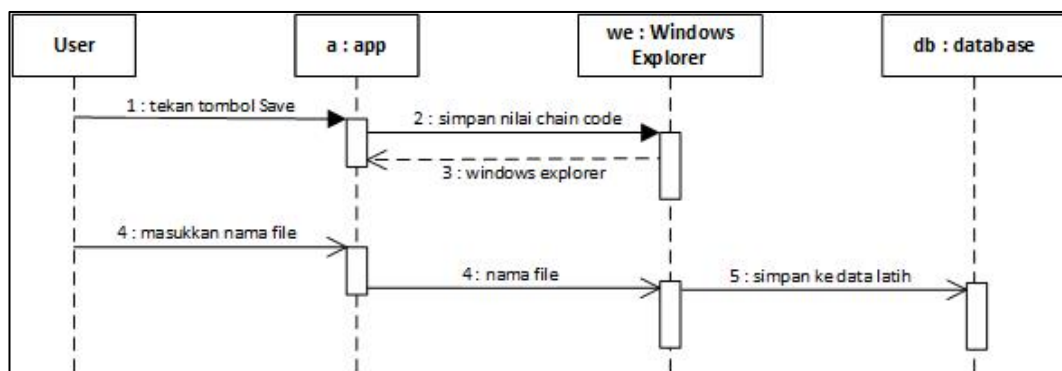 User
a : app
we : Windows
Explorer
db : database
1 : tekan tombol Save
2 : simpan nilai chain code
3 : windows explorer
4 : masukkan nama file
4 : nama file
5 : simpan ke data latih